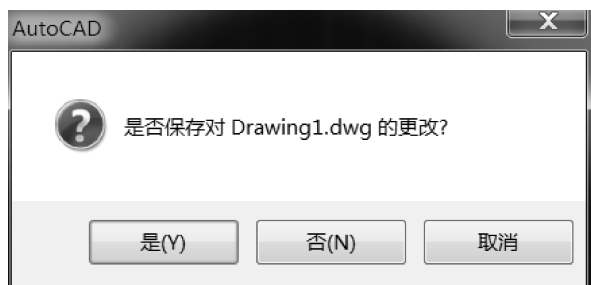 AutoCAD
是否保存对 Drawing1.dwg 的更改?
是(Y) 否(N) 取消